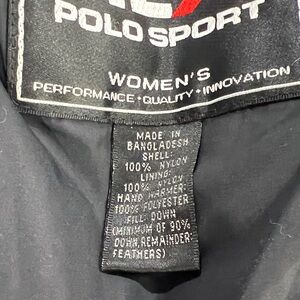 POLO SPORT
WOMEN'S
PERFORMANCE • QUALITY • INNOVATION
MADE IN
BANGLADESH
SHELL:
100% NYLON
LINING:
100% NYLON
HAND WARMER:
100% POLYESTER
FILL: DOWN
(MINIMUM OF 90%
DOWN,REMAINDER-
FEATHERS)